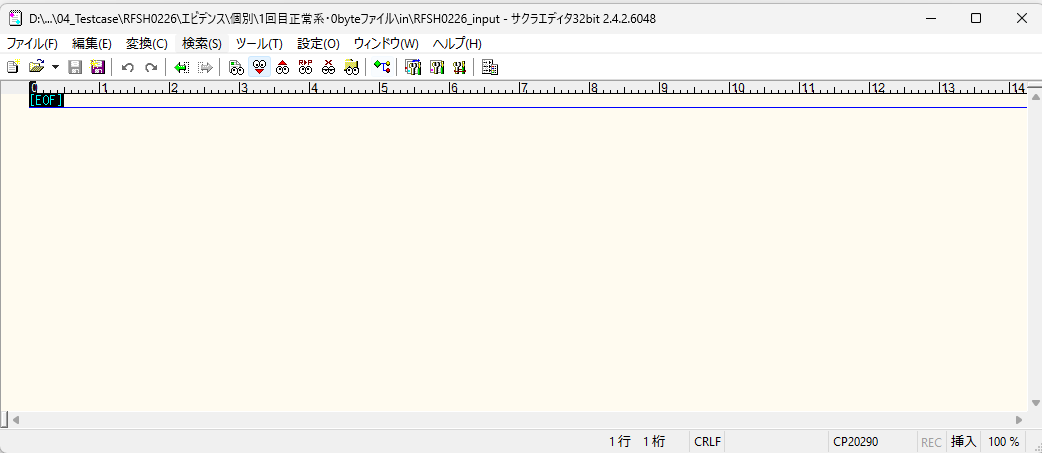 D:\...\04_Testcase\RFSH0226\エビデンス\個別\1回目正常系・0byteファイル\in\RFSH0226_input - サクラエディタ32bit 2.4.2.6048
ファイル(F) 編集(E) 変換(C) 検索(S) ツール(T) 設定(O) ウィンドウ(W) ヘルプ(H)
0 1 2 3 4 5 6 7 8 9 10 11 12 13 14
[EOF]
1 行 1 桁 CRLF CP20290 REC 挿入 100 %